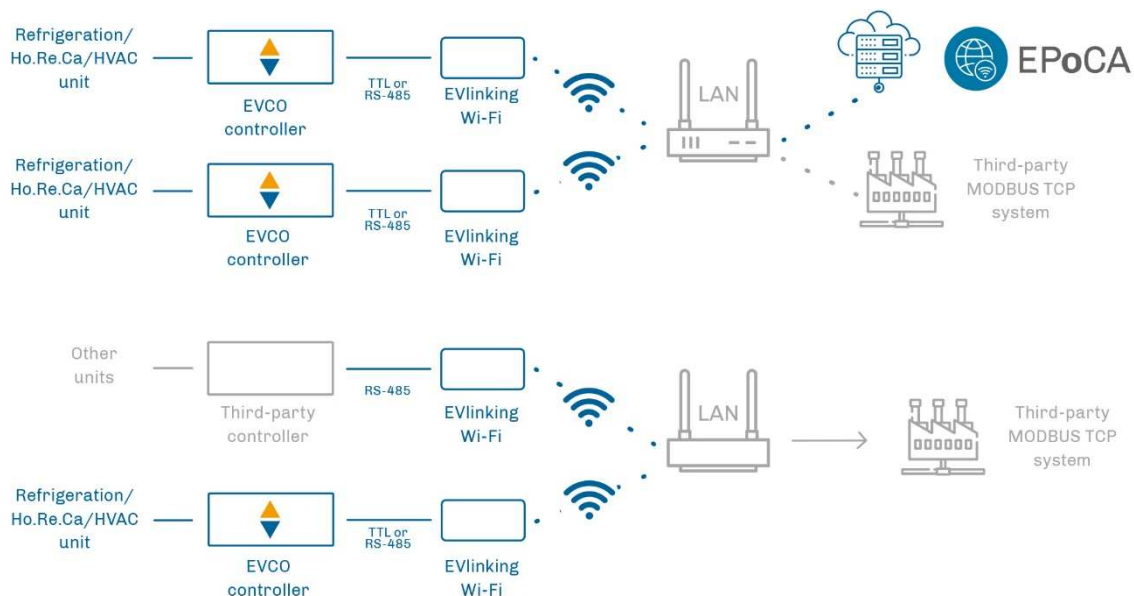 Refrigeration/
Ho.Re.Ca/HVAC
unit
EVCO
controller
TTL or
RS-485
EVlinking
Wi-Fi
LAN
EPoCA
Refrigeration/
Ho.Re.Ca/HVAC
unit
EVCO
controller
TTL or
RS-485
EVlinking
Wi-Fi
Third-party
MODBUS TCP
system
Other
units
Third-party
controller
RS-485
EVlinking
Wi-Fi
LAN
Third-party
MODBUS TCP
system
Refrigeration/
Ho.Re.Ca/HVAC
unit
EVCO
controller
TTL or
RS-485
EVlinking
Wi-Fi